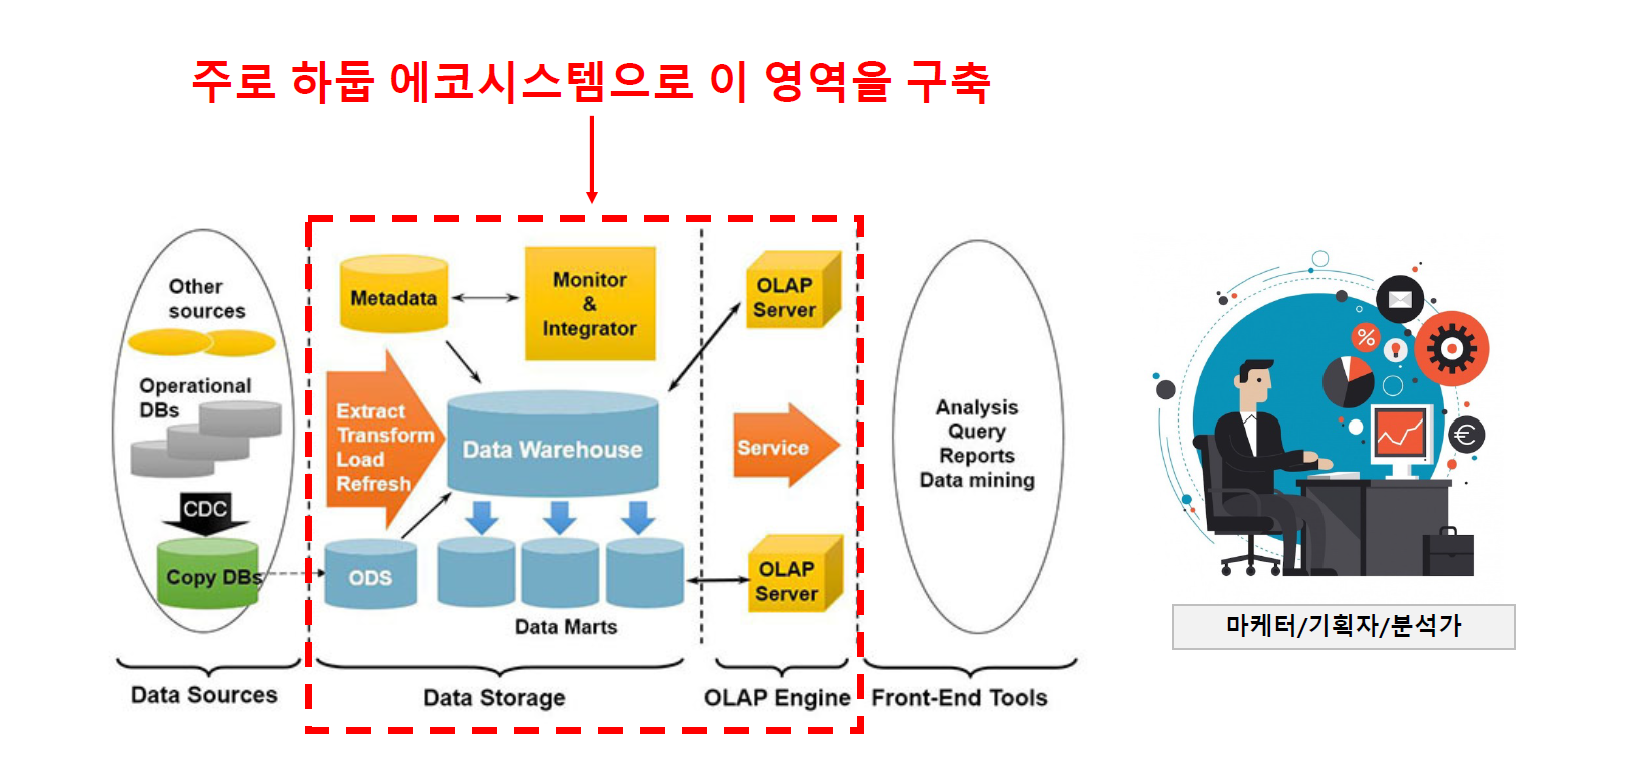 주로 하둡 에코시스템으로 이 영역을 구축
Other
sources
Operational
DBs
CDC
Copy DBs
Data Sources
Metadata
Monitor
&
Integrator
Extract
Transform
Load
Refresh
Data Warehouse
ODS
Data Marts
Data Storage
OLAP
Server
Service
OLAP
Server
OLAP Engine
Analysis
Query
Reports
Data mining
Front-End Tools
%
€
마케터/기획자/분석가